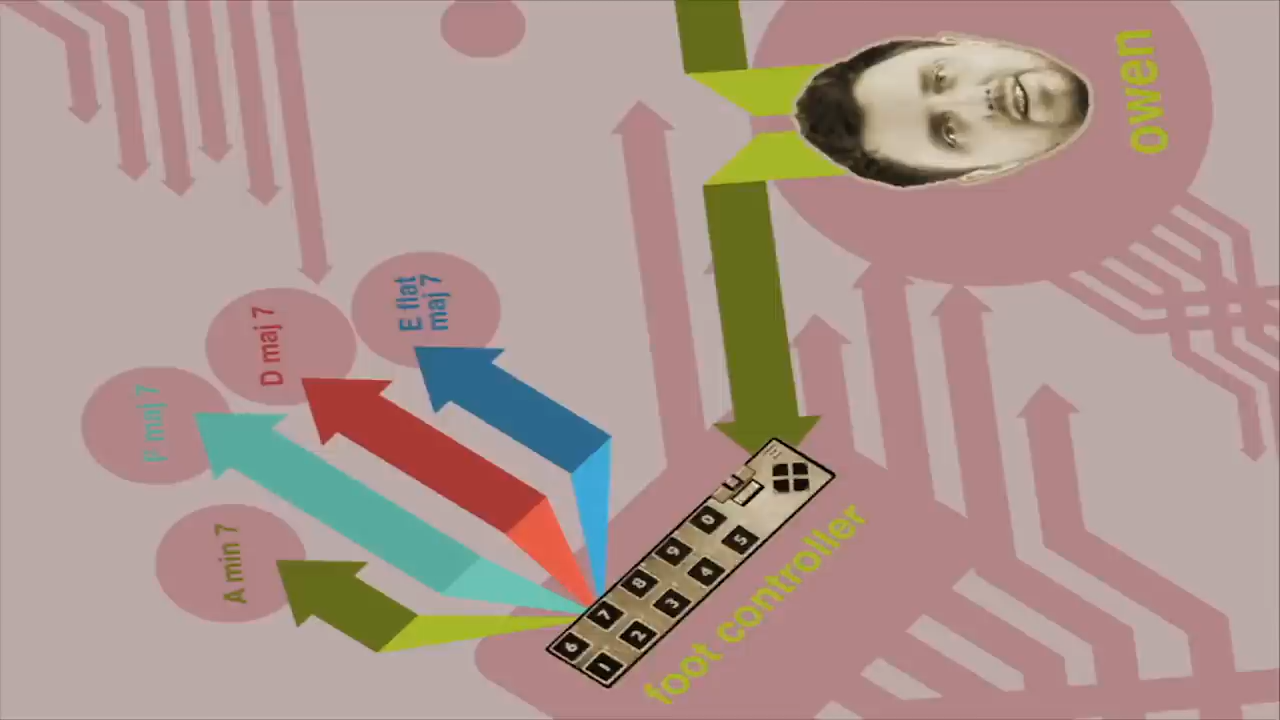 owen
E flat
maj 7
D maj 7
F maj 7
A min 7
6 7 8 9 0
1 2 3 4 5
foot controller